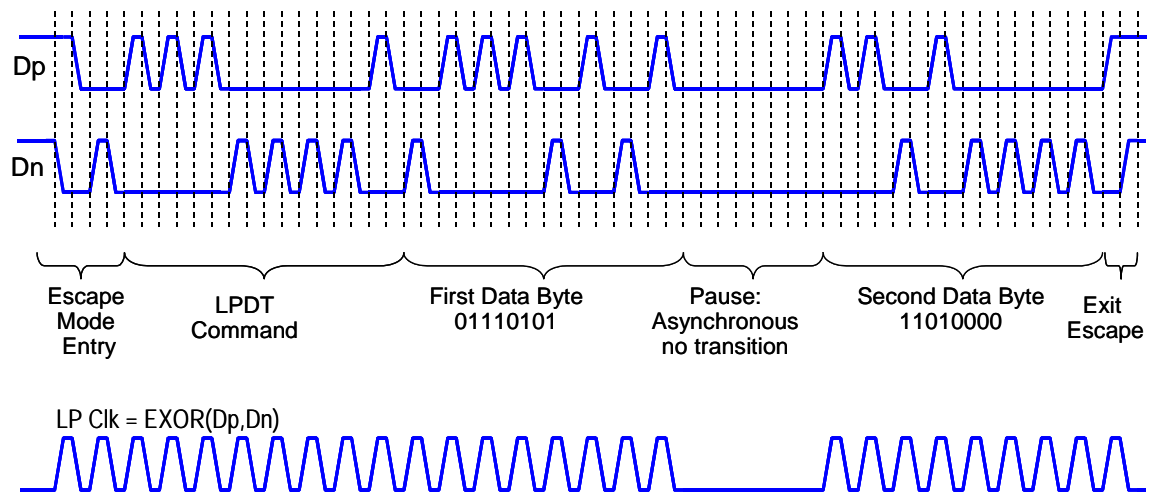 Dp
Dn
Escape
Mode
Entry
LPDT
Command
First Data Byte
01110101
Pause:
Asynchronous
no transition
Second Data Byte
11010000
Exit
Escape
LP Clk = EXOR(Dp,Dn)